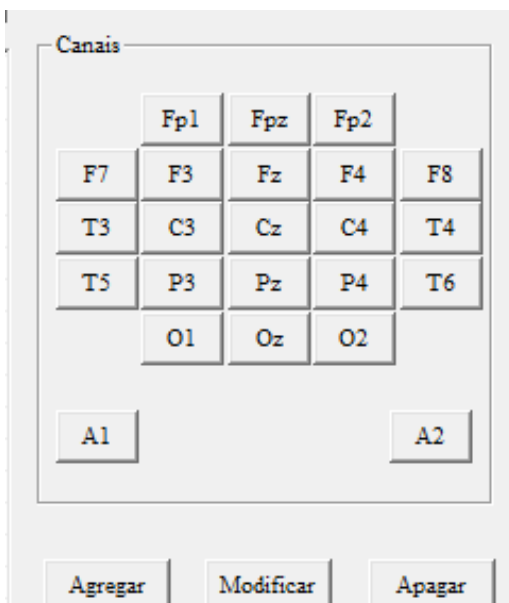 Canais
Fp1 Fpz Fp2
F7 F3 Fz F4 F8
T3 C3 Cz C4 T4
T5 P3 Pz P4 T6
O1 Oz O2
A1 A2
Agregar Modificar Apagar